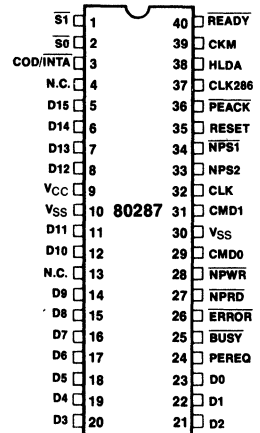 S1 1 40 READY
S0 2 39 CKM
COD/INTA 3 38 HLDA
N.C. 4 37 CLK286
D15 5 36 PEACK
D14 6 35 RESET
D13 7 34 NPS1
D12 8 33 NPS2
VCC 9 32 CLK
VSS 10 80287 31 CMD1
D11 11 30 VSS
D10 12 29 CMD0
N.C. 13 28 NPWR
D9 14 27 NPRD
D8 15 26 ERROR
D7 16 25 BUSY
D6 17 24 PEREQ
D5 18 23 D0
D4 19 22 D1
D3 20 21 D2